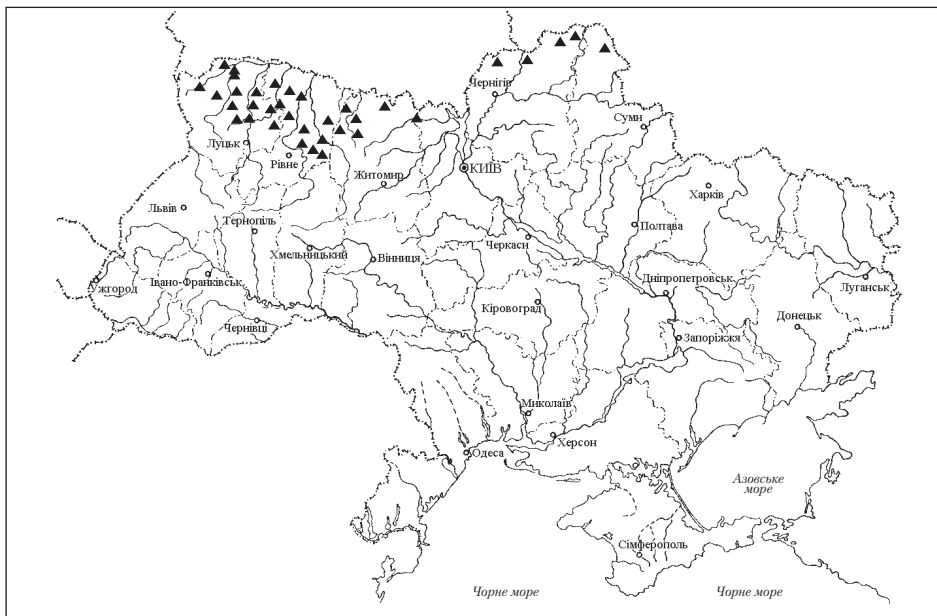 Чернігів
Суми
Луцьк
Рівне
КИЇВ
Житомир
Харків
Львів
Тернопіль
Полтава
Черкаси
Хмельницький
Вінниця
Ужгород
Івано-Франківськ
Дніпропетровськ
Луганськ
Кіровоград
Донецьк
Чернівці
Запоріжжя
Миколаїв
Херсон
Одеса
Азовське
море
Сімферополь
Чорне море
Чорне море